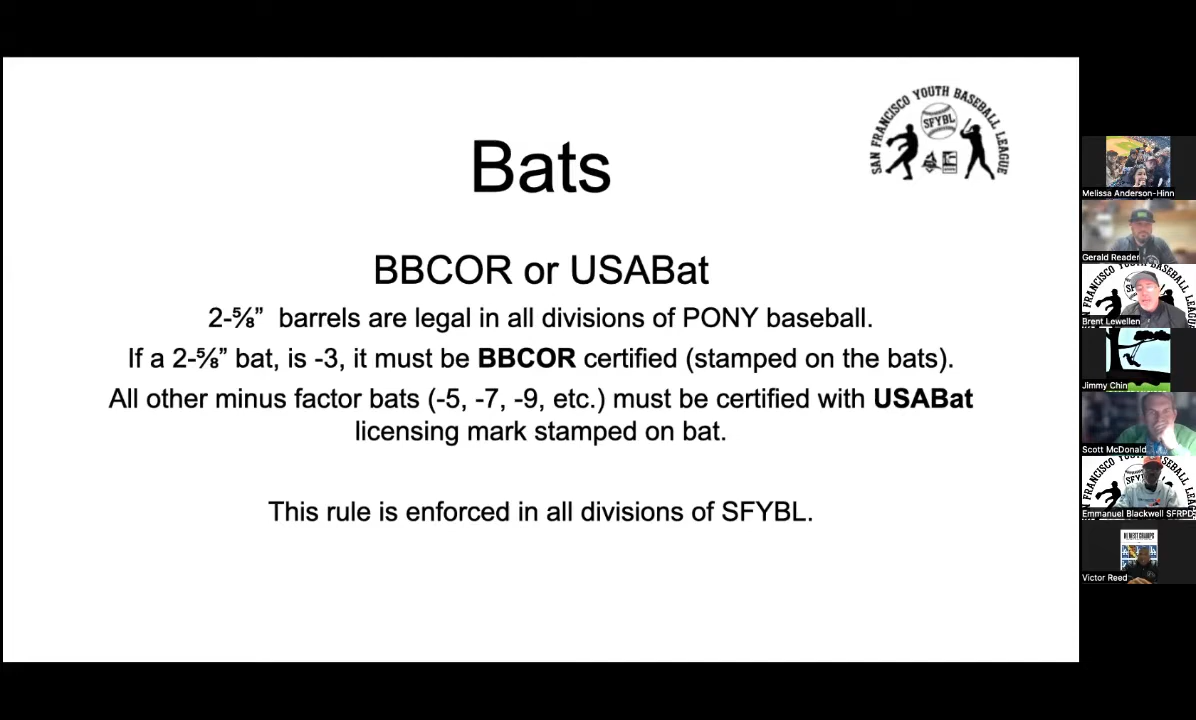 SAN FRANCISCO YOUTH BASEBALL LEAGUE
SFYBL
Bats
BBCOR or USABat
2-⅝” barrels are legal in all divisions of PONY baseball.
If a 2-⅝” bat, is -3, it must be BBCOR certified (stamped on the bats).
All other minus factor bats (-5, -7, -9, etc.) must be certified with USABat
licensing mark stamped on bat.
This rule is enforced in all divisions of SFYBL.
Melissa Anderson-Hinn
Gerald Reader
Brent Lewellen
Jimmy Chin
Scott McDonald
Emmanuel Blackwell SFRPD
Victor Reed